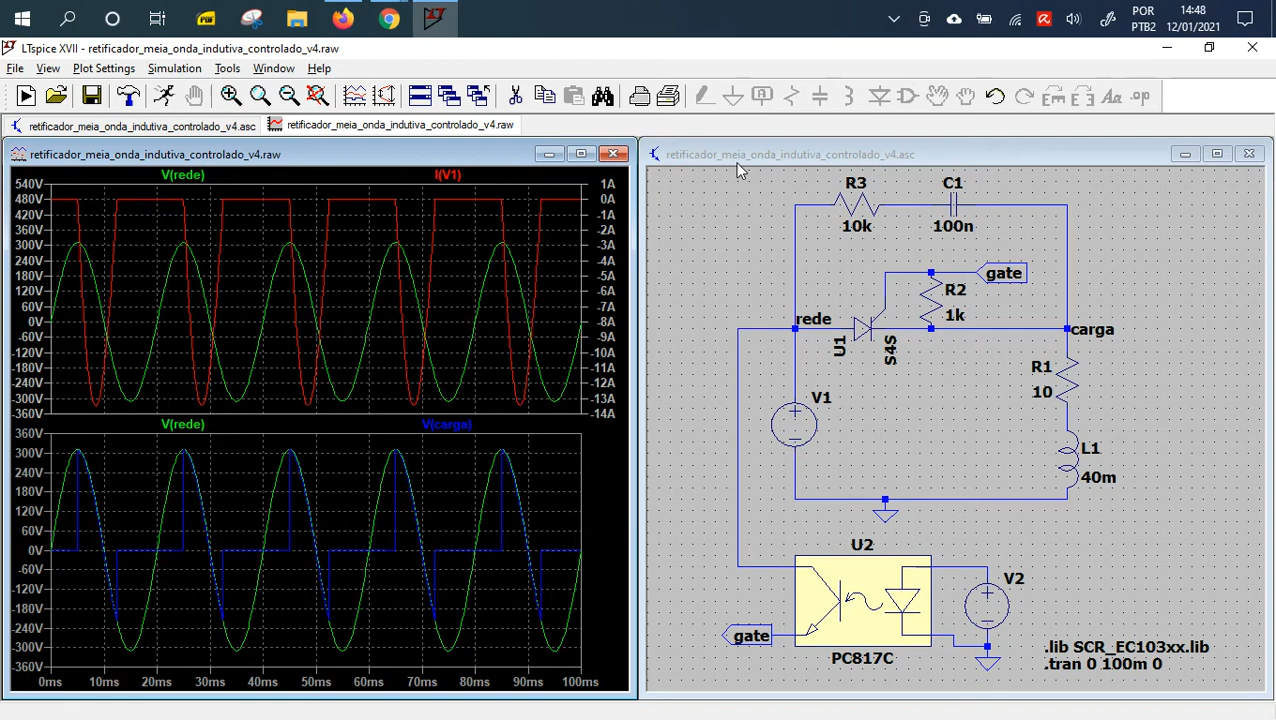 POR
14:48
PTB2
12/01/2021
LTspice XVII - retificador_meia_onda_indutiva_controlado_v4.raw
File View Plot Settings Simulation Tools Window Help
retificador_meia_onda_indutiva_controlado_v4.asc
retificador_meia_onda_indutiva_controlado_v4.raw
retificador_meia_onda_indutiva_controlado_v4.raw
V(rede) I(V1)
540V 1A
480V 0A
420V -1A
360V -2A
300V -3A
240V -4A
180V -5A
120V -6A
60V -7A
0V -8A
-60V -9A
-120V -10A
-180V -11A
-240V -12A
-300V -13A
-360V -14A
V(rede) V(carga)
360V
300V
240V
180V
120V
60V
0V
-60V
-120V
-180V
-240V
-300V
-360V
0ms 10ms 20ms 30ms 40ms 50ms 60ms 70ms 80ms 90ms 100ms
retificador_meia_onda_indutiva_controlado_v4.asc
R3 C1
10k 100n
gate
R2
1k
rede
U1
S4S
carga
R1
10
V1
L1
40m
U2
V2
gate
PC817C
.lib SCR_EC103xx.lib
.tran 0 100m 0